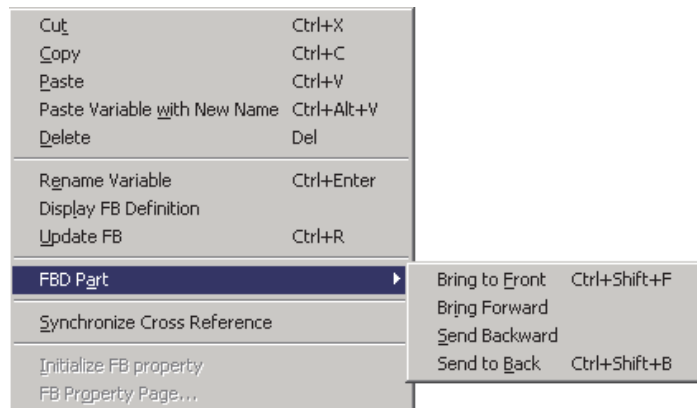 Cut Ctrl+X
Copy Ctrl+C
Paste Ctrl+V
Paste Variable with New Name Ctrl+Alt+V
Delete Del
Rename Variable Ctrl+Enter
Display FB Definition
Update FB Ctrl+R
FBD Part
Bring to Front Ctrl+Shift+F
Bring Forward
Send Backward
Send to Back Ctrl+Shift+B
Synchronize Cross Reference
Initialize FB property
FB Property Page...